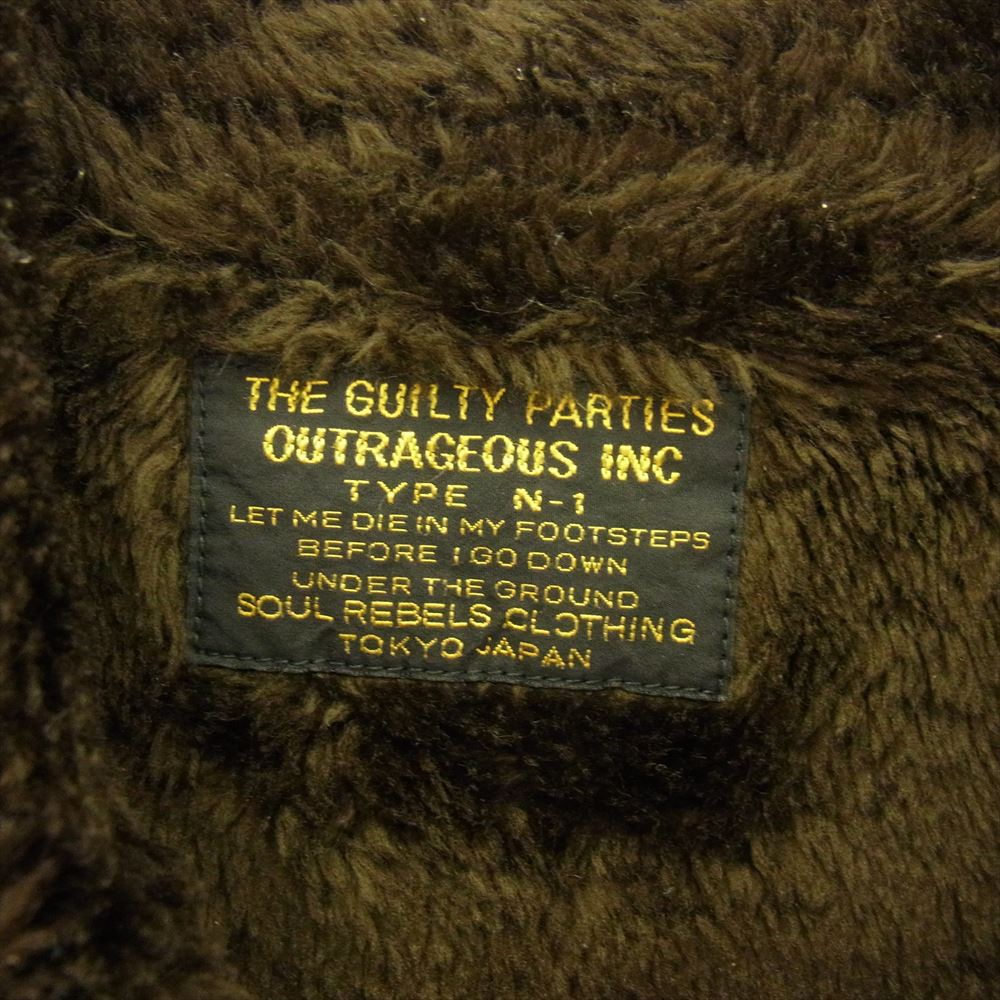 THE GUILTY PARTIES
OUTRAGEOUS INC
TYPE N-1
LET ME DIE IN MY FOOTSTEPS
BEFORE I GO DOWN
UNDER THE GROUND
SOUL REBELS CLOTHING
TOKYO JAPAN